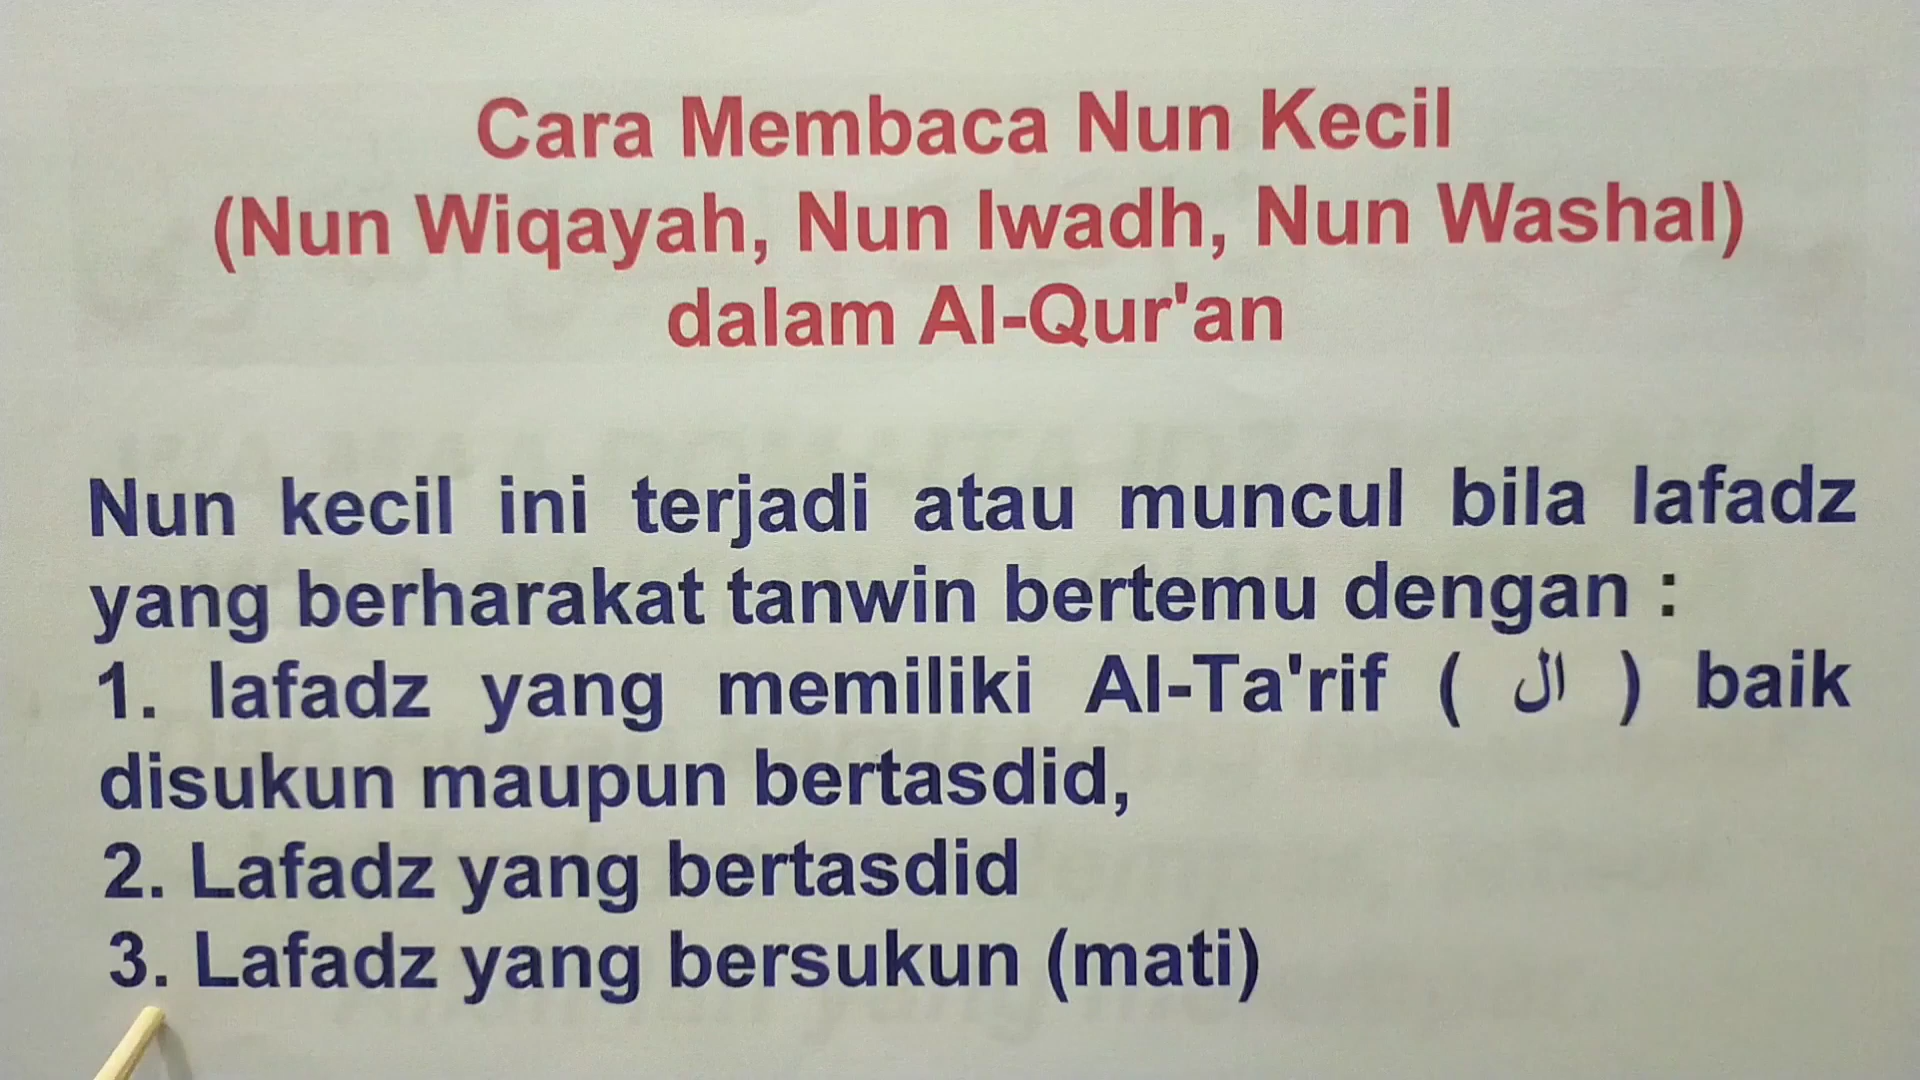 Cara Membaca Nun Kecil
(Nun Wiqayah, Nun Iwadh, Nun Washal)
dalam Al-Qur'an
Nun kecil ini terjadi atau muncul bila lafadz
yang berharakat tanwin bertemu dengan :
1. lafadz yang memiliki Al-Ta'rif ( ال ) baik
disukun maupun bertasdid,
2. Lafadz yang bertasdid
3. Lafadz yang bersukun (mati)